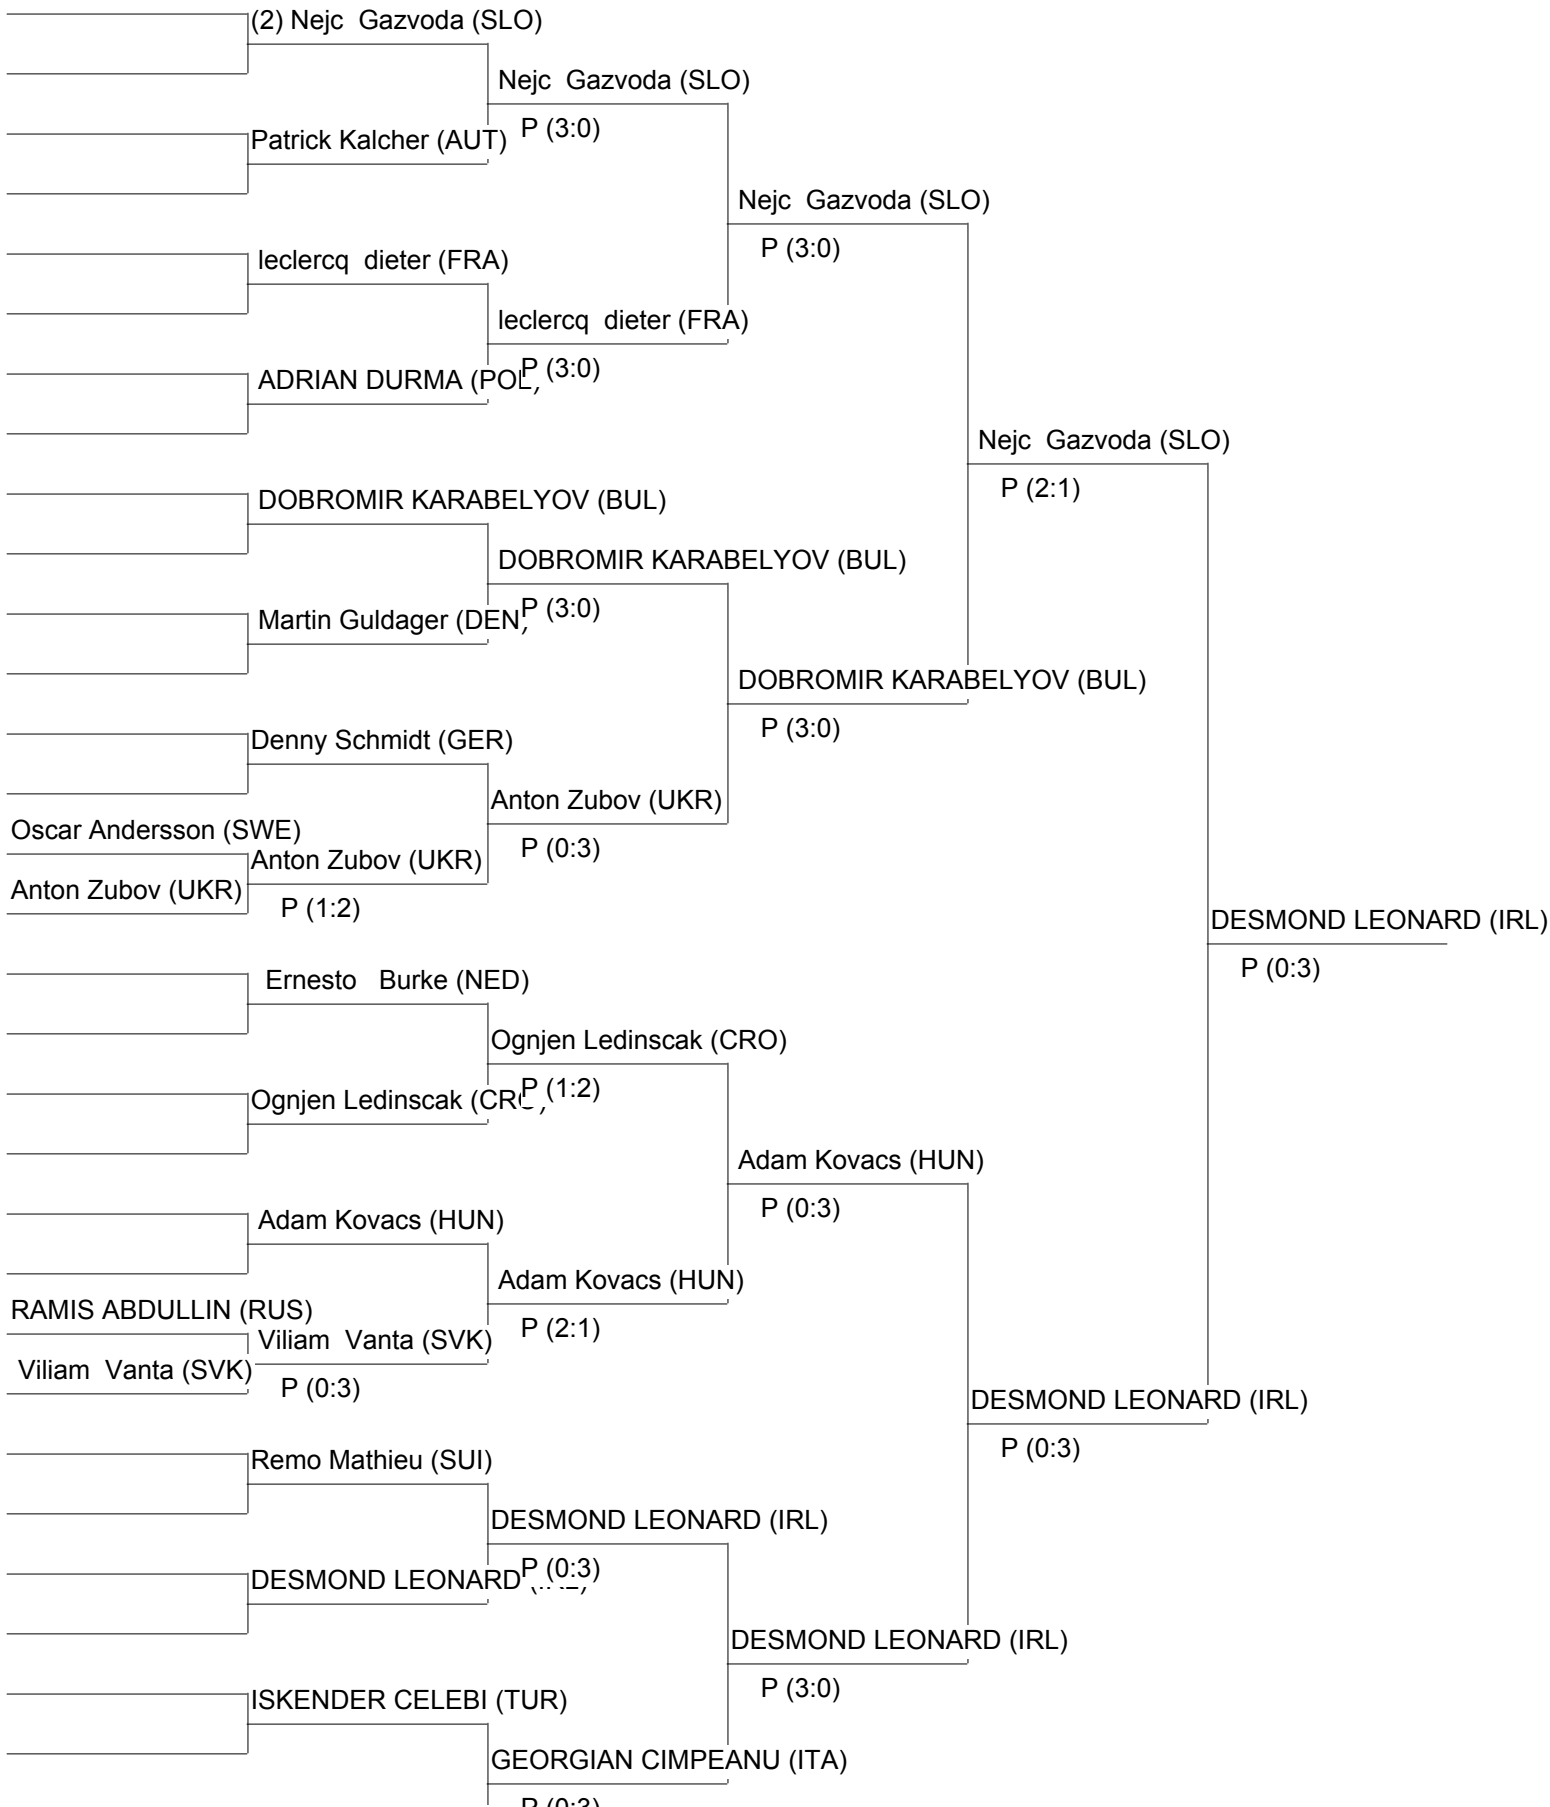 (2) Nejc  Gazvoda (SLO)
Nejc  Gazvoda (SLO)
P (3:0)
Patrick Kalcher (AUT)
Nejc  Gazvoda (SLO)
P (3:0)
leclercq  dieter (FRA)
leclercq  dieter (FRA)
P (3:0)
ADRIAN DURMA (POL)
Nejc  Gazvoda (SLO)
P (2:1)
DOBROMIR KARABELYOV (BUL)
DOBROMIR KARABELYOV (BUL)
P (3:0)
Martin Guldager (DEN)
DOBROMIR KARABELYOV (BUL)
P (3:0)
Denny Schmidt (GER)
Anton Zubov (UKR)
P (0:3)
Oscar Andersson (SWE)
Anton Zubov (UKR)
Anton Zubov (UKR)
P (1:2)
DESMOND LEONARD (IRL)
P (0:3)
Ernesto   Burke (NED)
Ognjen Ledinscak (CRO)
P (1:2)
Ognjen Ledinscak (CRO)
Adam Kovacs (HUN)
P (0:3)
Adam Kovacs (HUN)
Adam Kovacs (HUN)
P (2:1)
RAMIS ABDULLIN (RUS)
Viliam  Vanta (SVK)
Viliam  Vanta (SVK)
P (0:3)
DESMOND LEONARD (IRL)
P (0:3)
Remo Mathieu (SUI)
DESMOND LEONARD (IRL)
P (0:3)
DESMOND LEONARD (IRL)
DESMOND LEONARD (IRL)
P (3:0)
ISKENDER CELEBI (TUR)
GEORGIAN CIMPEANU (ITA)
P (0:3)